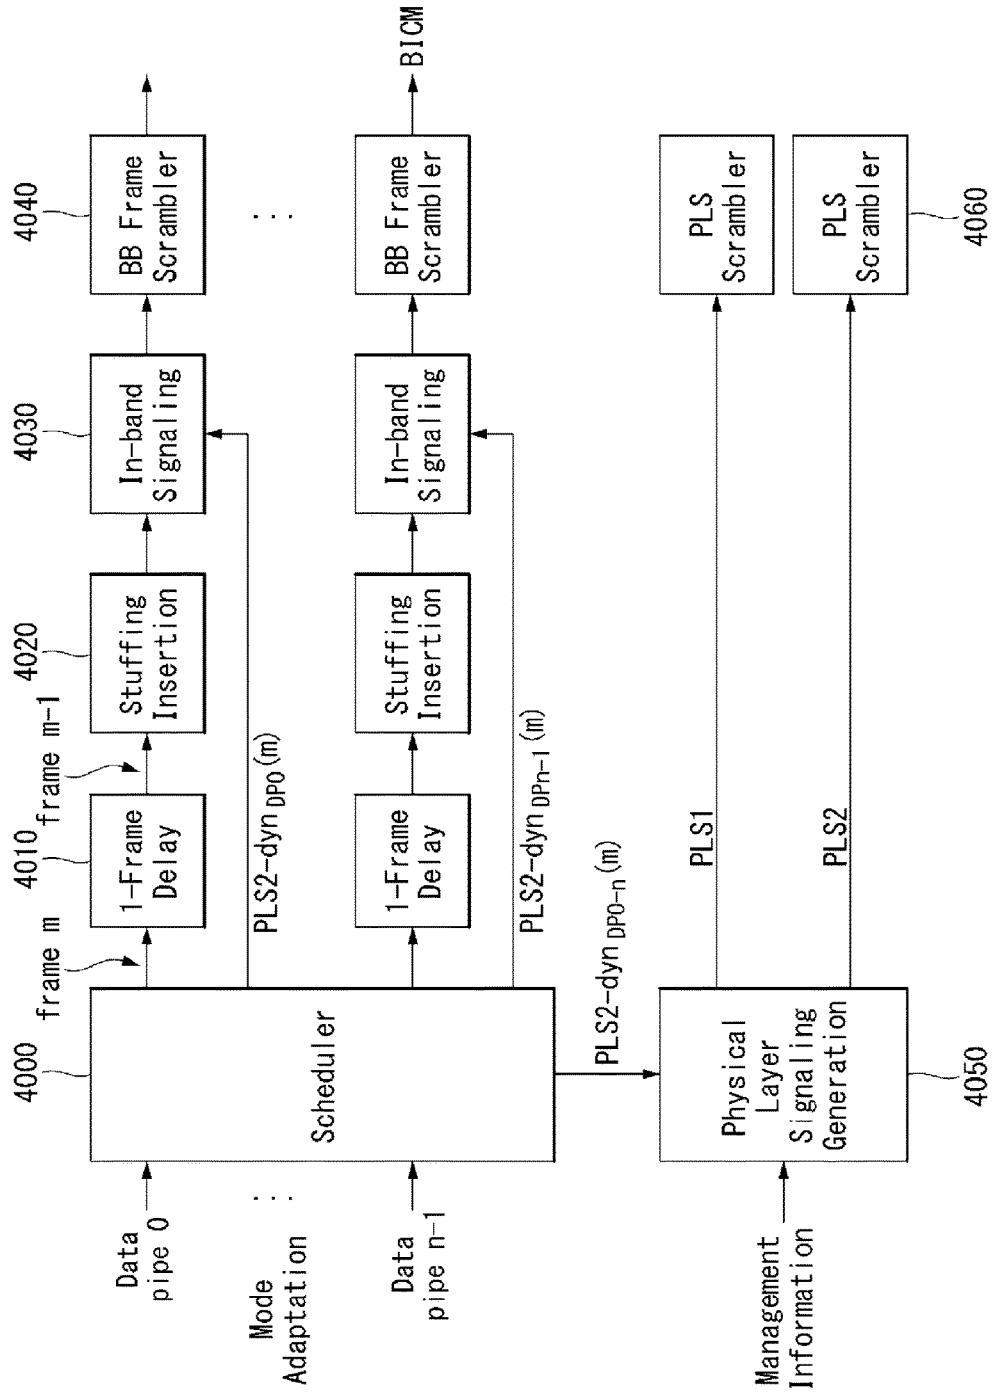 4000
frame m
4010
frame m-1
4020
4030
4040
Data
pipe 0
1-Frame
Delay
Stuffing
Insertion
In-band
Signaling
BB Frame
Scrambler
PLS2-dyn DP0 (m)
Mode
Adaptation
...
Scheduler
...
Data
pipe n-1
1-Frame
Delay
Stuffing
Insertion
In-band
Signaling
BB Frame
Scrambler
BICM
PLS2-dyn DPn-1 (m)
PLS2-dyn DP0-n (m)
Management
Information
Physical
Layer
Signaling
Generation
PLS1
PLS
Scrambler
PLS2
PLS
Scrambler
4050
4060